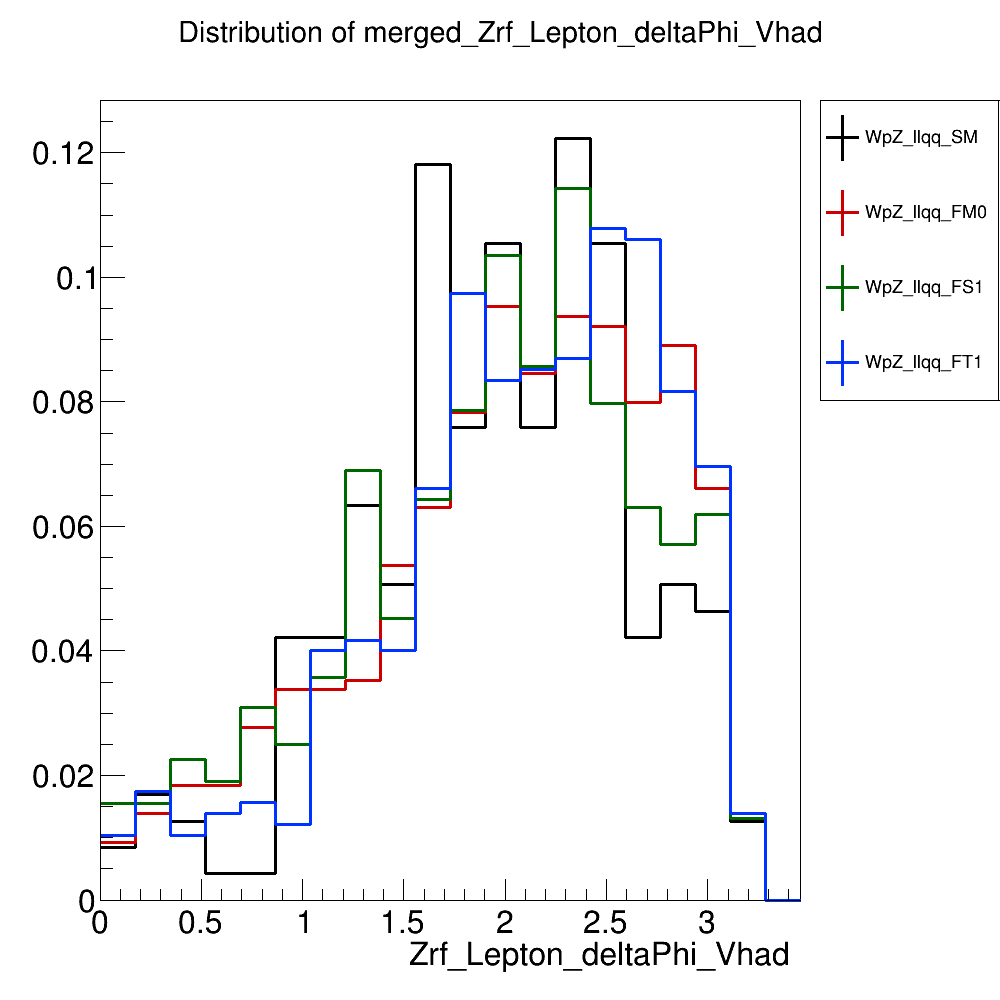 Distribution of merged_Zrf_Lepton_deltaPhi_Vhad
WpZ_llqq_SM
WpZ_llqq_FM0
WpZ_llqq_FS1
WpZ_llqq_FT1
0.12
0.1
0.08
0.06
0.04
0.02
0
0 0.5 1 1.5 2 2.5 3
Zrf_Lepton_deltaPhi_Vhad